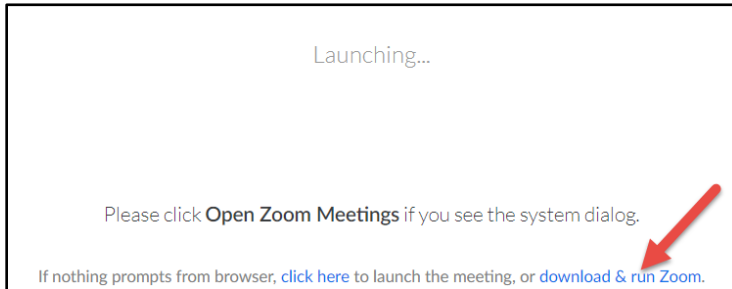 Launching...
Please click Open Zoom Meetings if you see the system dialog.
If nothing prompts from browser, click here to launch the meeting, or download & run Zoom.